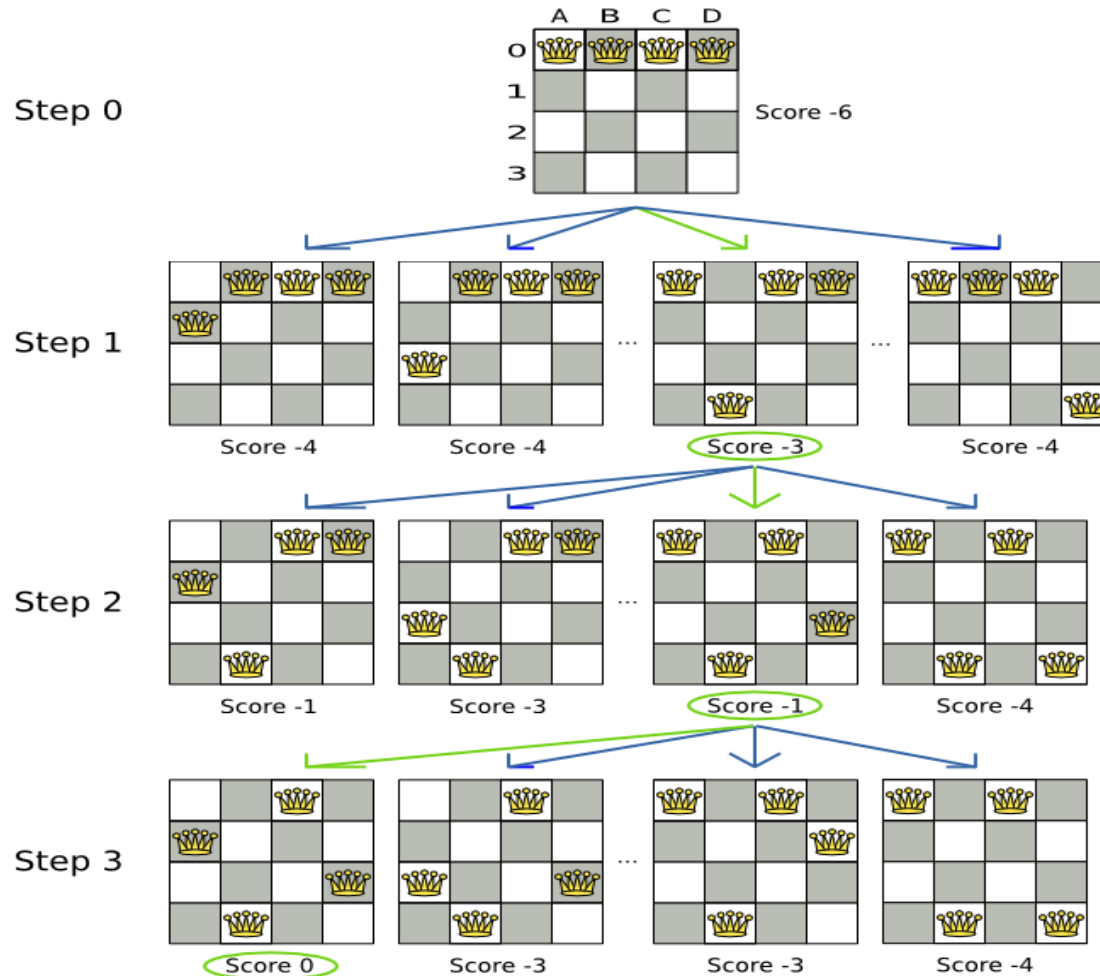 A B C D
0
1
2
3
Step 0
Score -6
Step 1
...
...
Score -4
Score -4
Score -3
Score -4
Step 2
...
Score -1
Score -3
Score -1
Score -4
Step 3
...
Score 0
Score -3
Score -3
Score -4